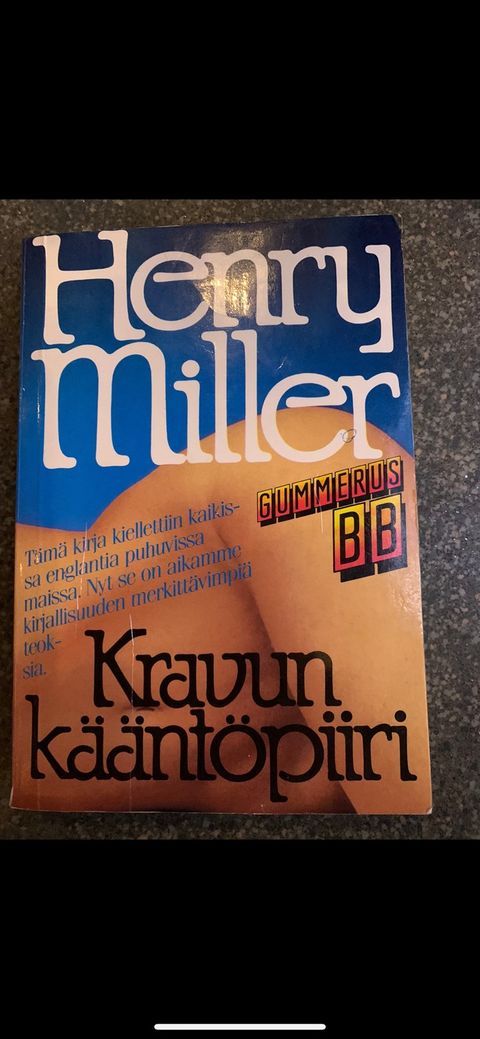 Henry
Miller
GUMMERUS
BB
Tämä kirja kiellettiin kaikis-
sa englantia puhuvissa
maissa. Nyt se on aikamme
kirjallisuuden merkittävimpiä
teok-
sia.
Kravun
kääntöpiiri